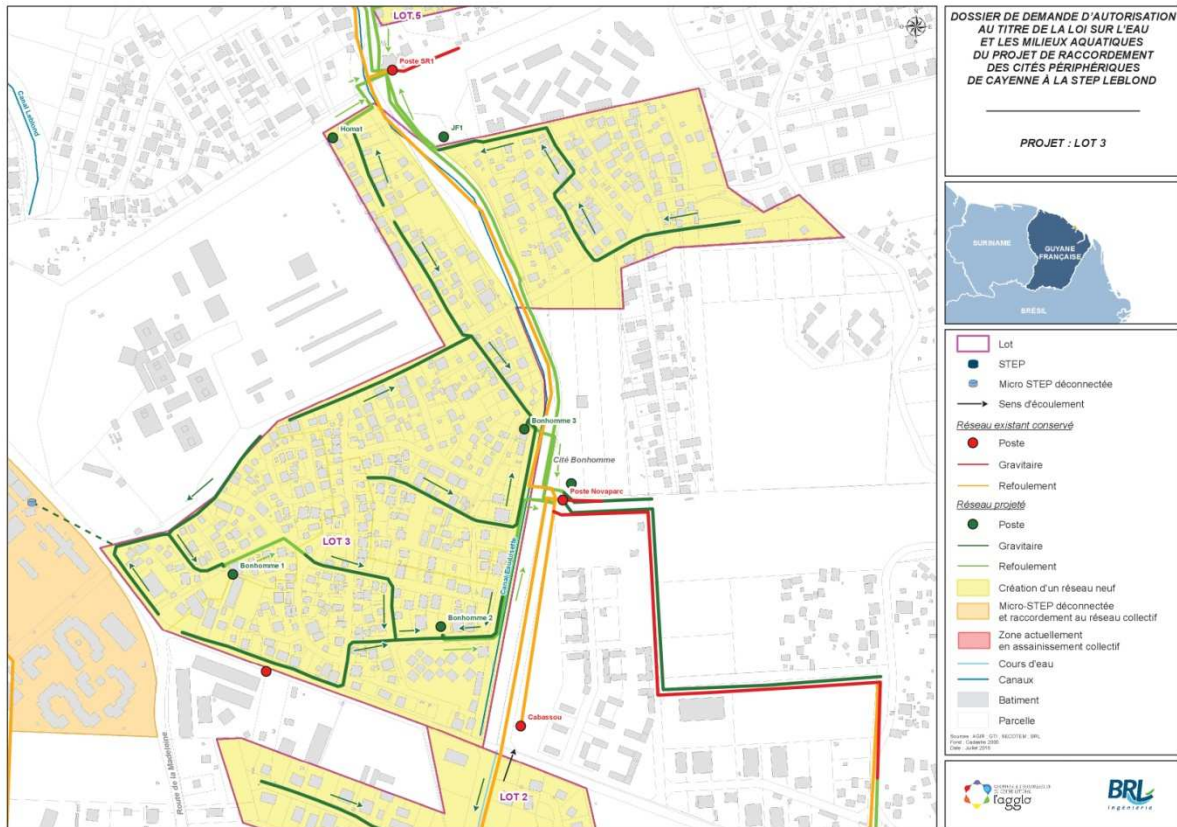 LOT 5
Poste SR1
Canal Leblond
Homat
JF1
Bonhomme 3
Cité Bonhomme
Poste Novaparc
LOT 3
Bonhomme 1
Bonhomme 2
Cabassou
LOT 2
Route de la Madeleine
DOSSIER DE DEMANDE D'AUTORISATION
AU TITRE DE LA LOI SUR L'EAU
ET LES MILIEUX AQUATIQUES
DU PROJET DE RACCORDEMENT
DES CITÉS PÉRIPHÉRIQUES
DE CAYENNE À LA STEP LEBLOND
PROJET : LOT 3
SURINAME
GUYANE
FRANÇAISE
BRÉSIL
Lot
STEP
Micro STEP déconnectée
Sens d'écoulement
Réseau existant conservé
Poste
Gravitaire
Refoulement
Réseau projeté
Poste
Gravitaire
Refoulement
Création d'un réseau neuf
Micro-STEP déconnectée
et raccordement au réseau collectif
Zone actuellement
en assainissement collectif
Cours d'eau
Canaux
Batiment
Parcelle
l'agglo
BRL
Ingénierie